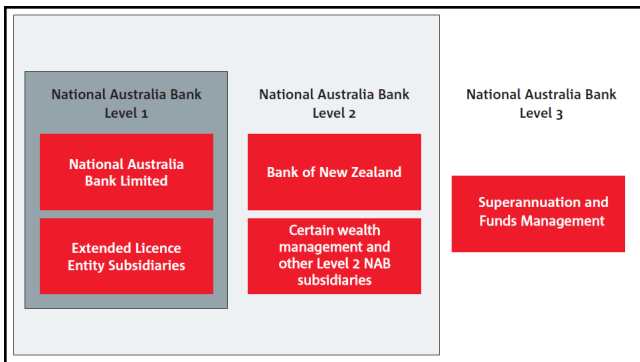 National Australia Bank
Level 1
National Australia
Bank Limited
Extended Licence
Entity Subsidiaries
National Australia Bank
Level 2
Bank of New Zealand
Certain wealth
management and
other Level 2 NAB
subsidiaries
National Australia Bank
Level 3
Superannuation and
Funds Management